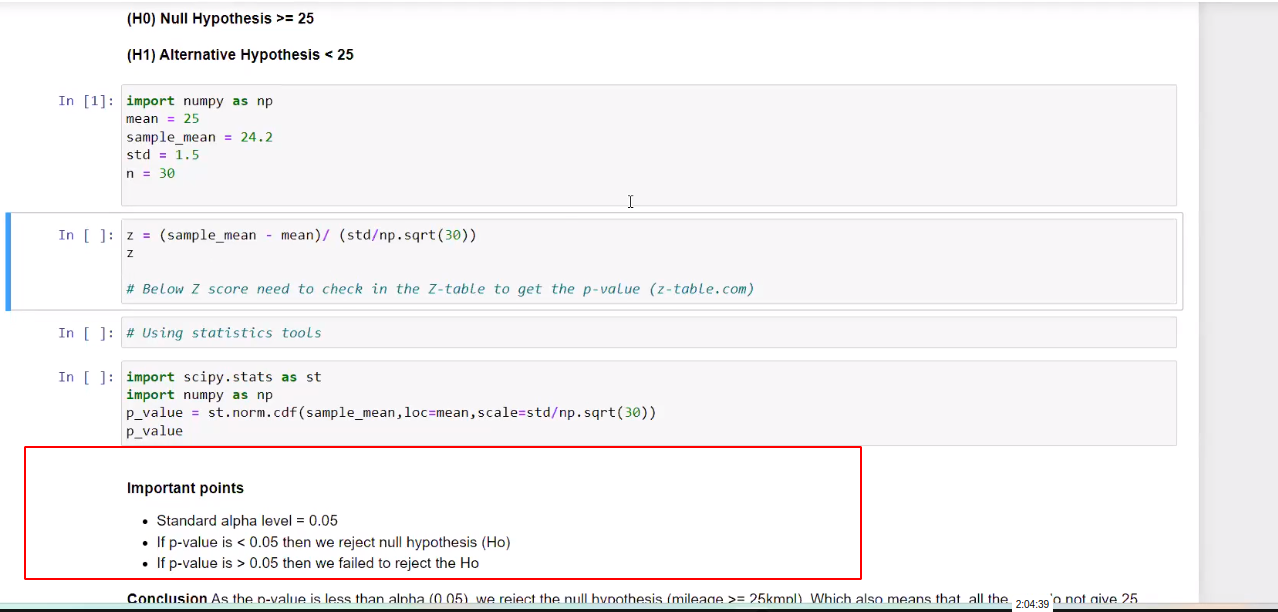 (H0) Null Hypothesis >= 25
(H1) Alternative Hypothesis < 25
In [1]: import numpy as np
mean = 25
sample_mean = 24.2
std = 1.5
n = 30
In [ ]: z = (sample_mean - mean)/ (std/np.sqrt(30))
z
# Below Z score need to check in the Z-table to get the p-value (z-table.com)
In [ ]: # Using statistics tools
In [ ]: import scipy.stats as st
import numpy as np
p_value = st.norm.cdf(sample_mean,loc=mean,scale=std/np.sqrt(30))
p_value
Important points
• Standard alpha level = 0.05
• If p-value is < 0.05 then we reject null hypothesis (Ho)
• If p-value is > 0.05 then we failed to reject the Ho
Conclusion As the p-value is less than alpha (0.05), we reject the null hypothesis (mileage >= 25kmpl). Which also means that, all the not give 25
2:04:39